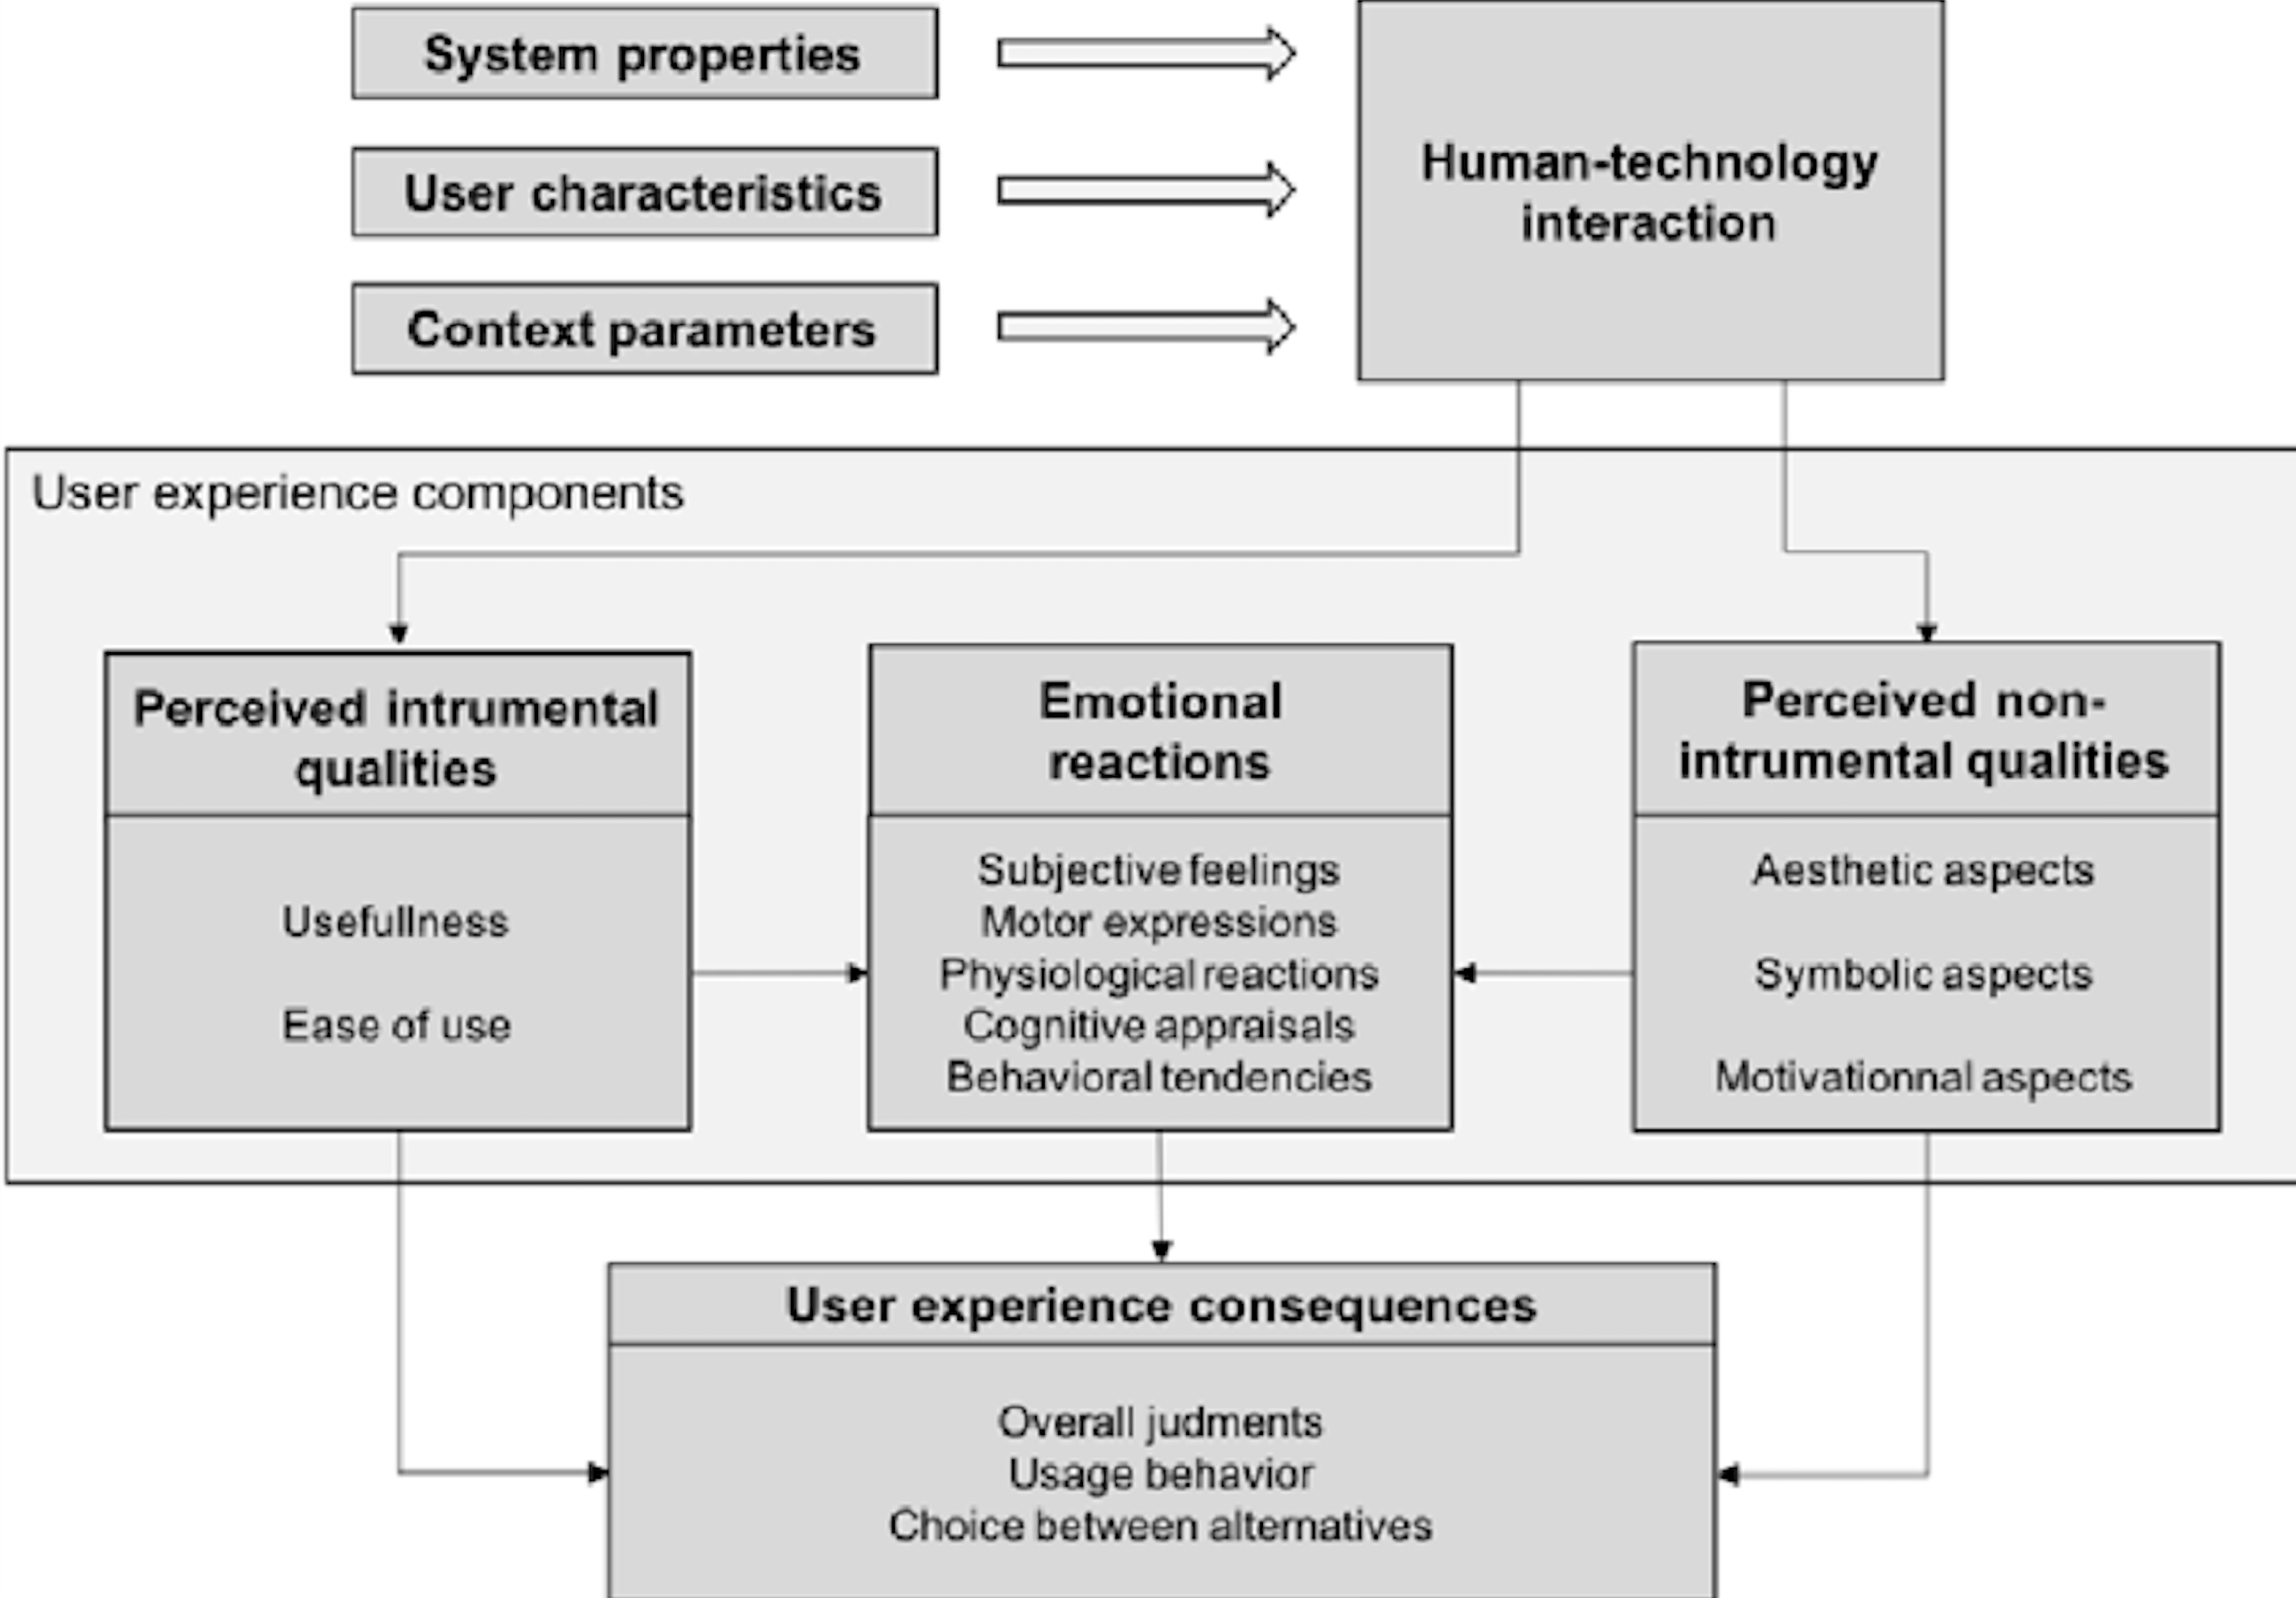 System properties
User characteristics
Context parameters
Human-technology
interaction
User experience components
Perceived intrumental
qualities
Usefullness
Ease of use
Emotional
reactions
Subjective feelings
Motor expressions
Physiological reactions
Cognitive appraisals
Behavioral tendencies
Perceived non-
intrumental qualities
Aesthetic aspects
Symbolic aspects
Motivationnal aspects
User experience consequences
Overall judments
Usage behavior
Choice between alternatives